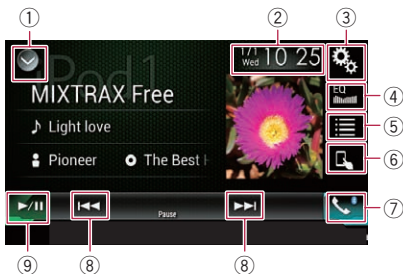 ① ② ③
iPod1
1/1 Wed 10 25
MIXTRAX Free
EQ ④
Light love
⑤
Pioneer The Best
⑥
Pause
⑦
⑨ ⑧ ⑧